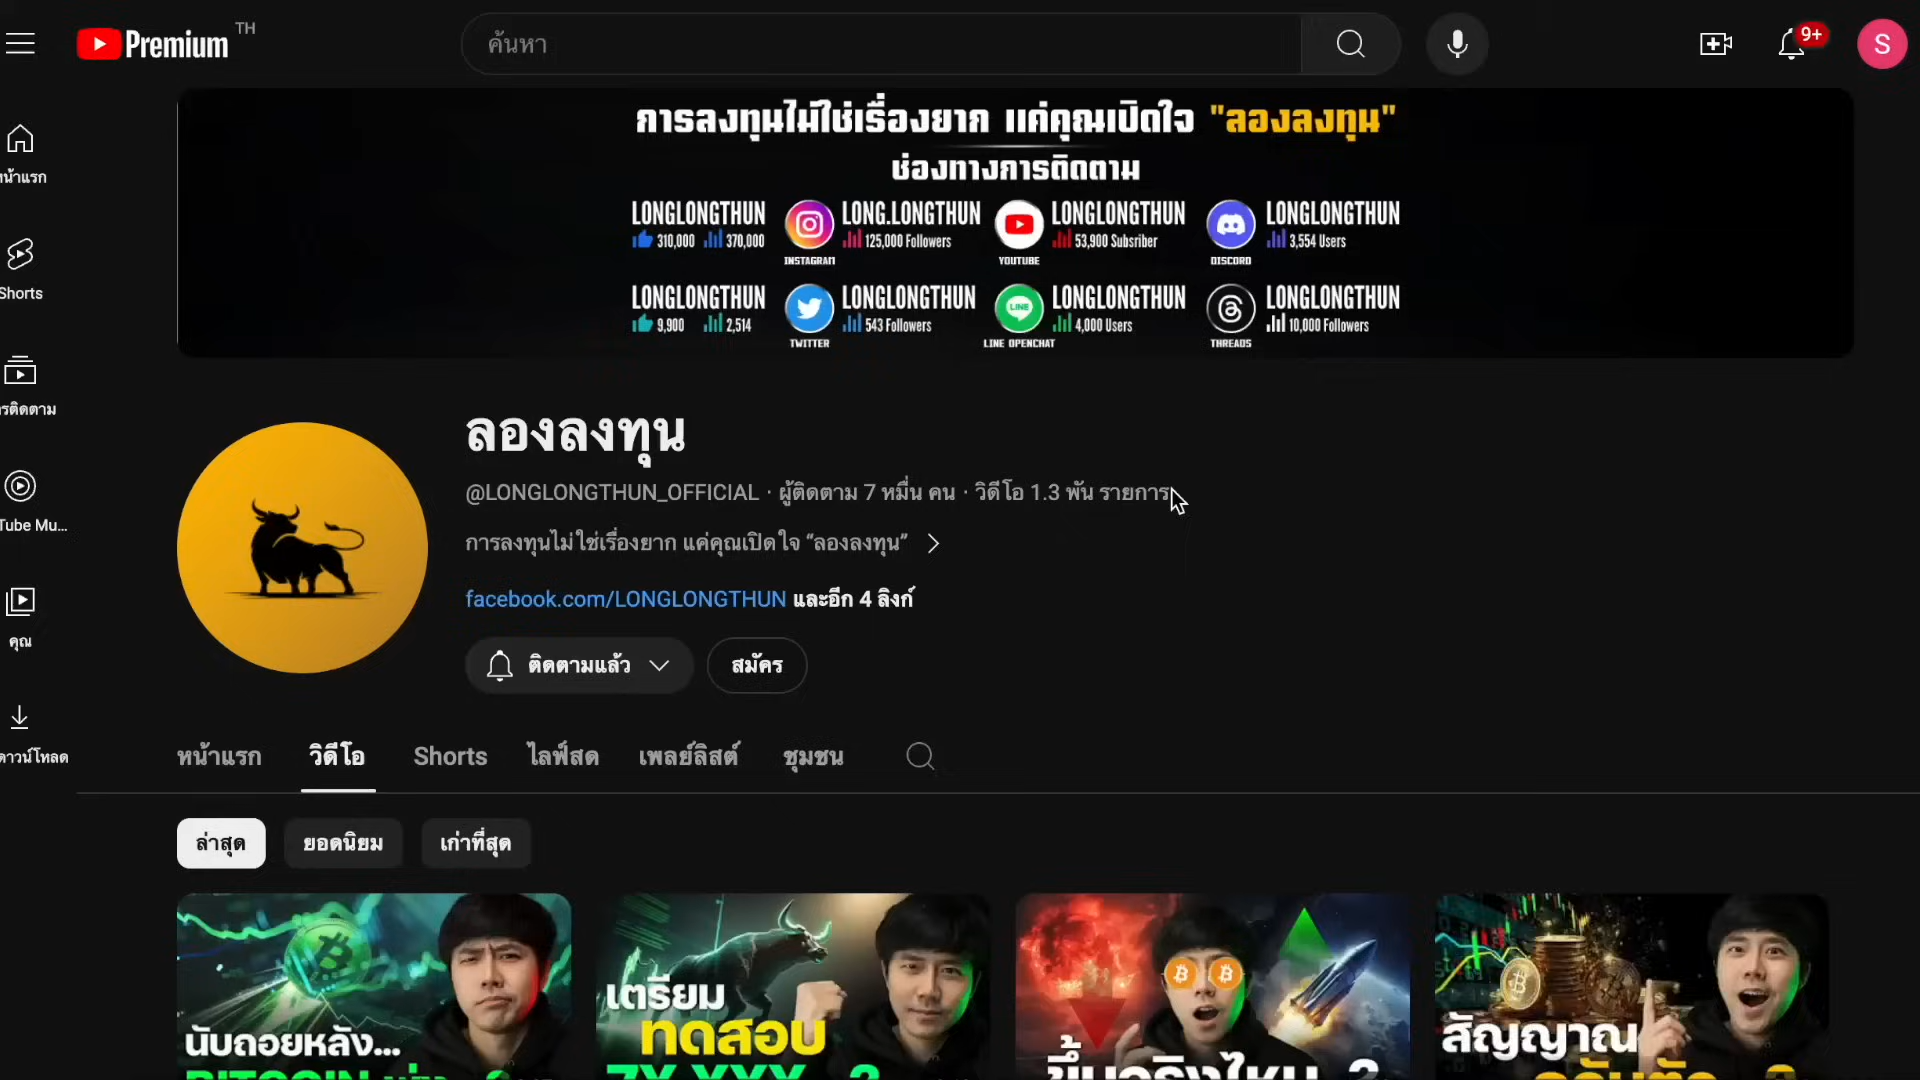 Premium TH
ค้นหา
9+
S
หน้าแรก
Shorts
คุณ
การลงทุนไม่ใช่เรื่องยาก แค่คุณเปิดใจ "ลองลงทุน"
ช่องทางการติดตาม
LONGLONGTHUN
310,000 370,000
LONG.LONGTHUN
125,000 Followers
INSTAGRAM
LONGLONGTHUN
53,900 Subsriber
YOUTUBE
LONGLONGTHUN
3,554 Users
DISCORD
LONGLONGTHUN
9,900 2,514
LONGLONGTHUN
543 Followers
TWITTER
LONGLONGTHUN
4,000 Users
LINE
LINE OPENCHAT
LONGLONGTHUN
10,000 Followers
THREADS
ลองลงทุน
@LONGLONGTHUN_OFFICIAL · ผู้ติดตาม 7 หมื่น คน · วิดีโอ 1.3 พัน รายการ
การลงทุนไม่ใช่เรื่องยาก แค่คุณเปิดใจ “ลองลงทุน”
facebook.com/LONGLONGTHUN และอีก 4 ลิงก์
ติดตามแล้ว สมัคร
หน้าแรก วิดีโอ Shorts ไลฟ์สด เพลย์ลิสต์ ชุมชน
ล่าสุด ยอดนิยม เก่าที่สุด
นับถอยหลัง...
BITCOIN
เตรียม
ทดสอบ
ขึ้นจริงไหม..?
สัญญาณ